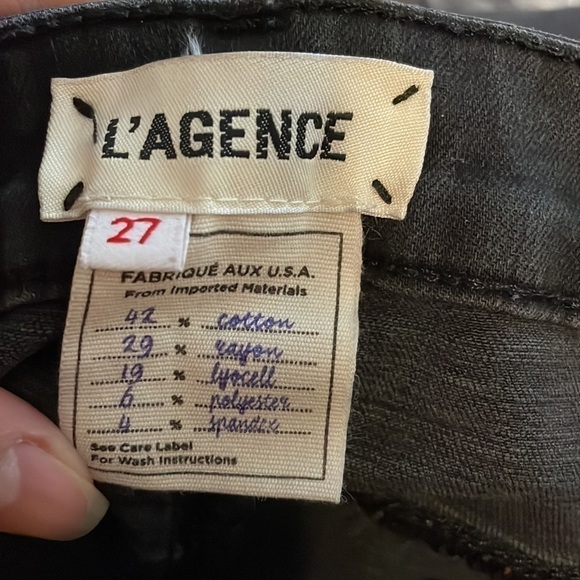 L'AGENCE
27
FABRIQUÉ AUX U.S.A.
From Imported Materials
42 % cotton
29 % rayon
19 % lyocell
6 % polyester
4 % spandex
See Care Label
For Wash Instructions